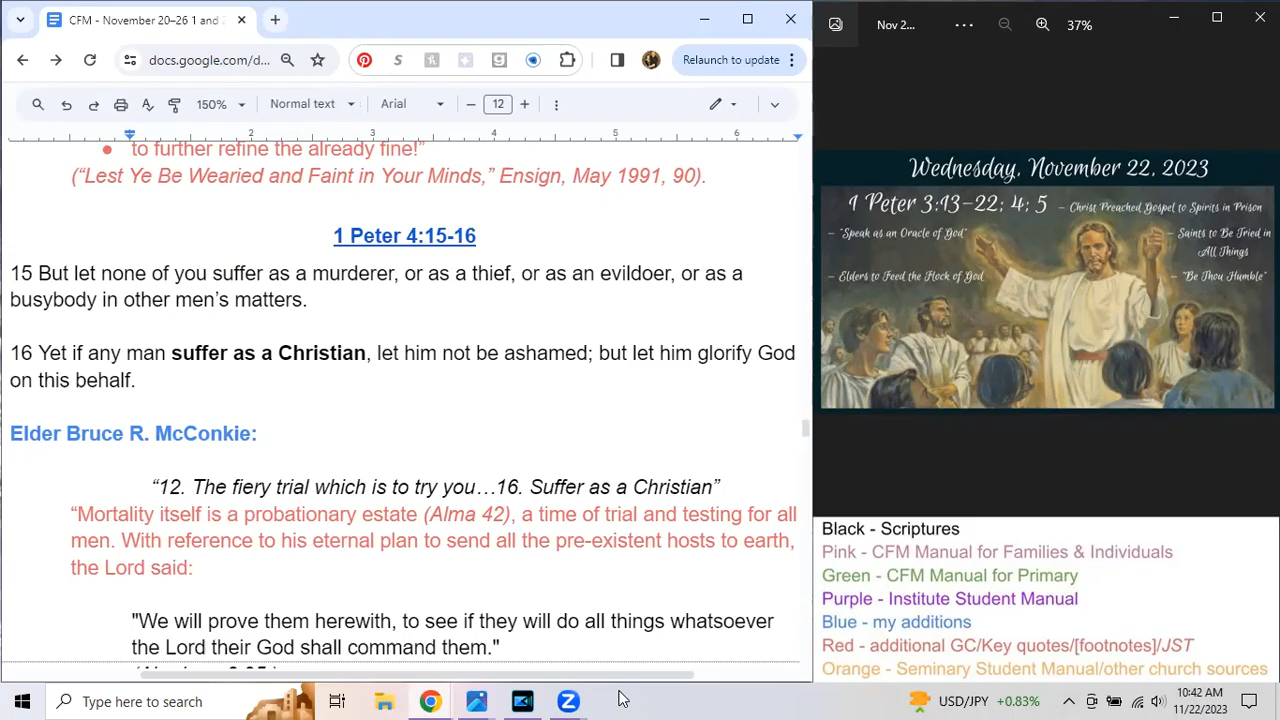 CFM - November 20–26 1 and
docs.google.com/d...
Relaunch to update
150%
Normal text
Arial
12
2
3
4
5
6
to further refine the already fine!”
(“Lest Ye Be Wearied and Faint in Your Minds,” Ensign, May 1991, 90).
1 Peter 4:15-16
15 But let none of you suffer as a murderer, or as a thief, or as an evildoer, or as a
busybody in other men’s matters.
16 Yet if any man suffer as a Christian, let him not be ashamed; but let him glorify God
on this behalf.
Elder Bruce R. McConkie:
“12. The fiery trial which is to try you…16. Suffer as a Christian”
“Mortality itself is a probationary estate (Alma 42), a time of trial and testing for all
men. With reference to his eternal plan to send all the pre-existent hosts to earth,
the Lord said:
"We will prove them herewith, to see if they will do all things whatsoever
the Lord their God shall command them."
Nov 2...
37%
Wednesday, November 22, 2023
1 Peter 3:13–22; 4; 5
– Christ Preached Gospel to Spirits in Prison
– "Speak as an Oracle of God"
– Saints to Be Tried in
All Things
– Elders to Feed the Flock of God
– "Be Thou Humble"
Black - Scriptures
Pink - CFM Manual for Families & Individuals
Green - CFM Manual for Primary
Purple - Institute Student Manual
Blue - my additions
Red - additional GC/Key quotes/[footnotes]/JST
Orange - Seminary Student Manual/other church sources
Type here to search
USD/JPY +0.83%
10:42 AM
11/22/2023